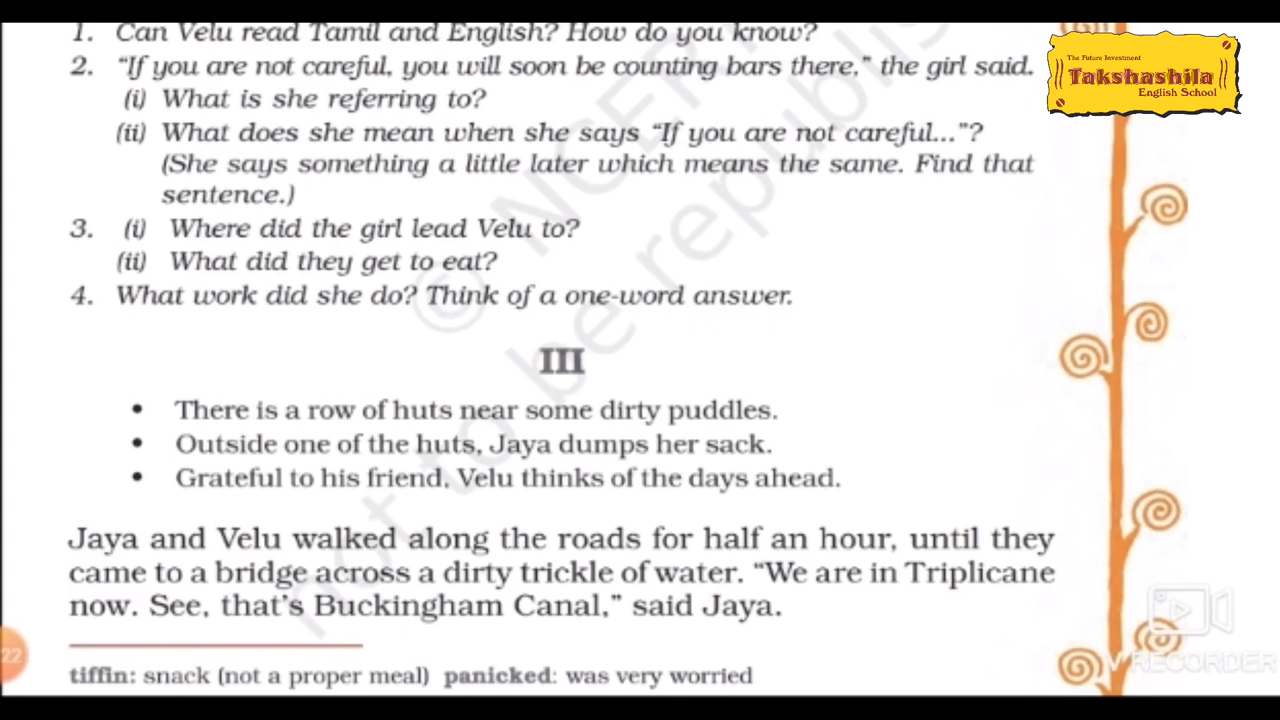 1. Can Velu read Tamil and English? How do you know?
2. "If you are not careful, you will soon be counting bars there," the girl said.
(i) What is she referring to?
(ii) What does she mean when she says "If you are not careful..."?
(She says something a little later which means the same. Find that
sentence.)
3. (i) Where did the girl lead Velu to?
(ii) What did they get to eat?
4. What work did she do? Think of a one-word answer.
III
• There is a row of huts near some dirty puddles.
• Outside one of the huts, Jaya dumps her sack.
• Grateful to his friend, Velu thinks of the days ahead.
Jaya and Velu walked along the roads for half an hour, until they
came to a bridge across a dirty trickle of water. "We are in Triplicane
now. See, that's Buckingham Canal," said Jaya.
tiffin: snack (not a proper meal) panicked: was very worried
The Future Investment
Takshashila
English School
© NCER
not to be republis
22
V RECORDER